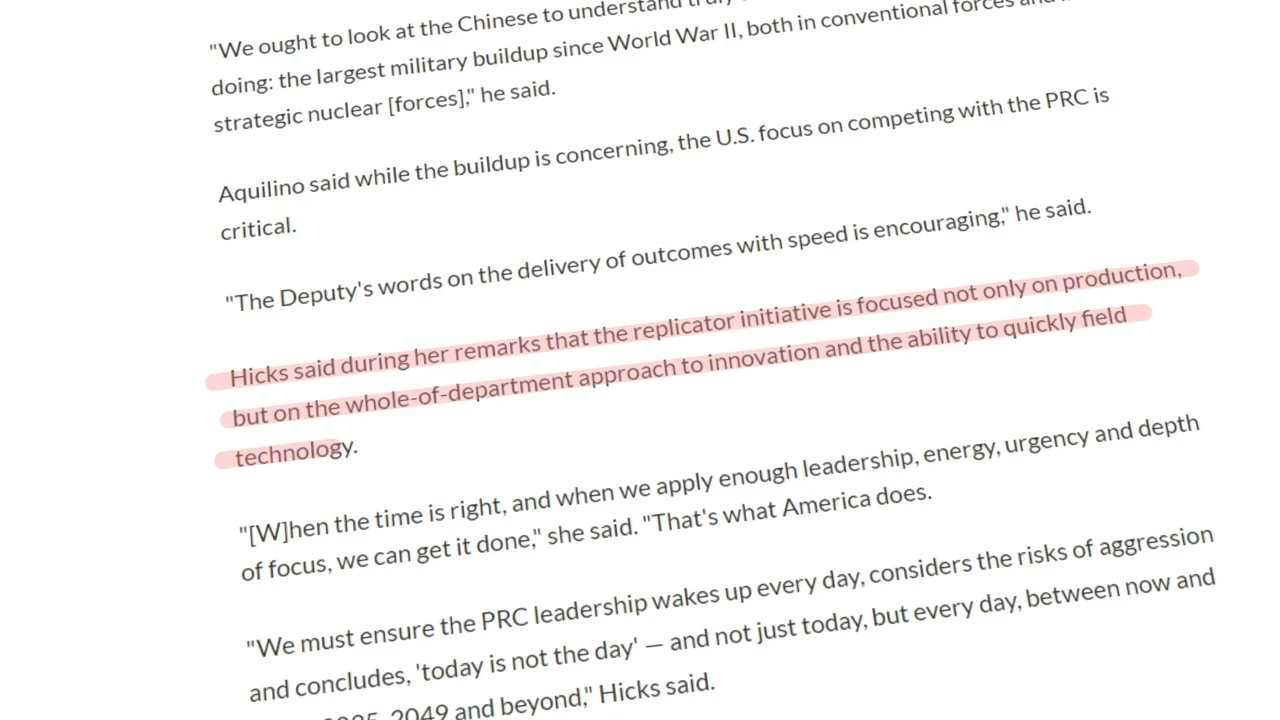 "We ought to look at the Chinese to understand
doing: the largest military buildup since World War II, both in conventional forces and
strategic nuclear [forces]," he said.
Aquilino said while the buildup is concerning, the U.S. focus on competing with the PRC is
critical.
"The Deputy's words on the delivery of outcomes with speed is encouraging," he said.
Hicks said during her remarks that the replicator initiative is focused not only on production,
but on the whole-of-department approach to innovation and the ability to quickly field
technology.
"[W]hen the time is right, and when we apply enough leadership, energy, urgency and depth
of focus, we can get it done," she said. "That's what America does.
"We must ensure the PRC leadership wakes up every day, considers the risks of aggression
and concludes, 'today is not the day' — and not just today, but every day, between now and
2049 and beyond," Hicks said.